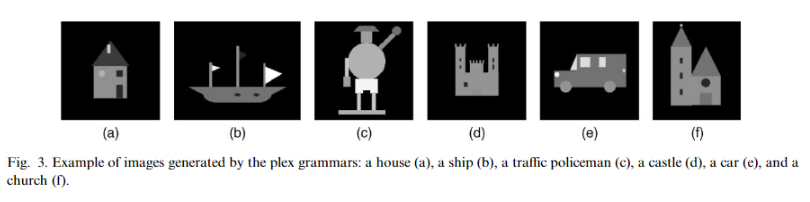 (a) (b) (c) (d) (e) (f)
Fig. 3. Example of images generated by the plex grammars: a house (a), a ship (b), a traffic policeman (c), a castle (d), a car (e), and a
church (f).